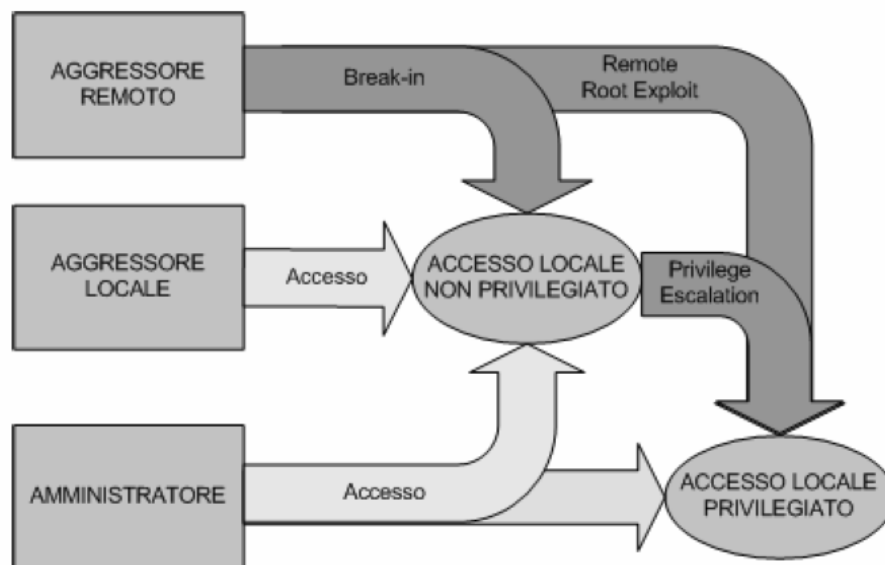 AGGRESSORE
REMOTO
Break-in
Remote
Root Exploit
AGGRESSORE
LOCALE
Accesso
ACCESSO LOCALE
NON PRIVILEGIATO
Privilege
Escalation
AMMINISTRATORE
Accesso
ACCESSO LOCALE
PRIVILEGIATO